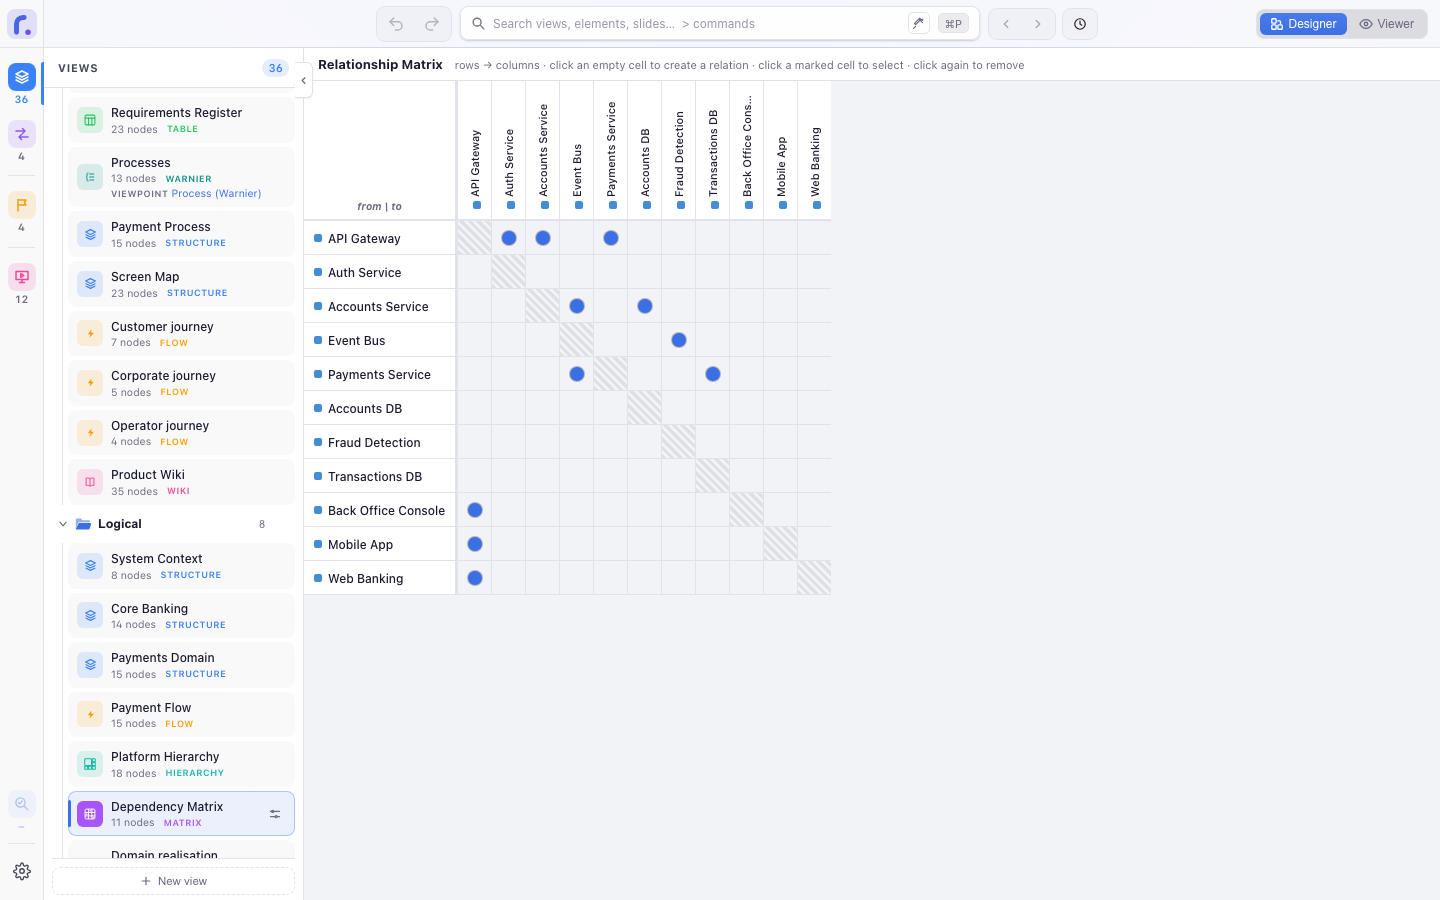 Search views, elements, slides... > commands
⌘P
Designer
Viewer
36
4
4
12
VIEWS
36
Requirements Register
23 nodes TABLE
Processes
13 nodes WARNIER
VIEWPOINT Process (Warnier)
Payment Process
15 nodes STRUCTURE
Screen Map
23 nodes STRUCTURE
Customer journey
7 nodes FLOW
Corporate journey
5 nodes FLOW
Operator journey
4 nodes FLOW
Product Wiki
35 nodes WIKI
Logical 8
System Context
8 nodes STRUCTURE
Core Banking
14 nodes STRUCTURE
Payments Domain
15 nodes STRUCTURE
Payment Flow
15 nodes FLOW
Platform Hierarchy
18 nodes HIERARCHY
Dependency Matrix
11 nodes MATRIX
Domain realisation
+ New view
Relationship Matrix rows → columns · click an empty cell to create a relation · click a marked cell to select · click again to remove
from | to
API Gateway
Auth Service
Accounts Service
Event Bus
Payments Service
Accounts DB
Fraud Detection
Transactions DB
Back Office Cons...
Mobile App
Web Banking
API Gateway
Auth Service
Accounts Service
Event Bus
Payments Service
Accounts DB
Fraud Detection
Transactions DB
Back Office Console
Mobile App
Web Banking